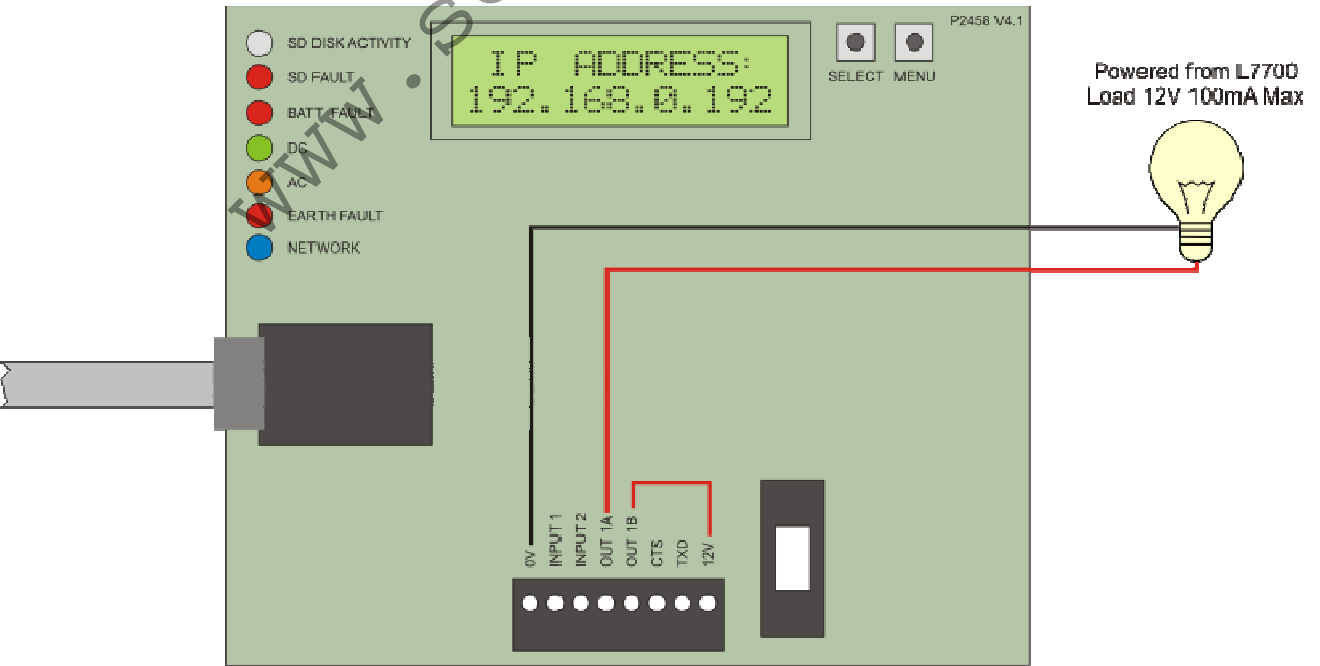 P2458 V4.1
SD DISK ACTIVITY
SD FAULT
BATT. FAULT
DC
AC
EARTH FAULT
NETWORK
IP ADDRESS:
192.168.0.192
SELECT MENU
Powered from L7700
Load 12V 100mA Max
0V
INPUT 1
INPUT 2
OUT 1A
OUT 1B
CTS
TXD
12V
www.s